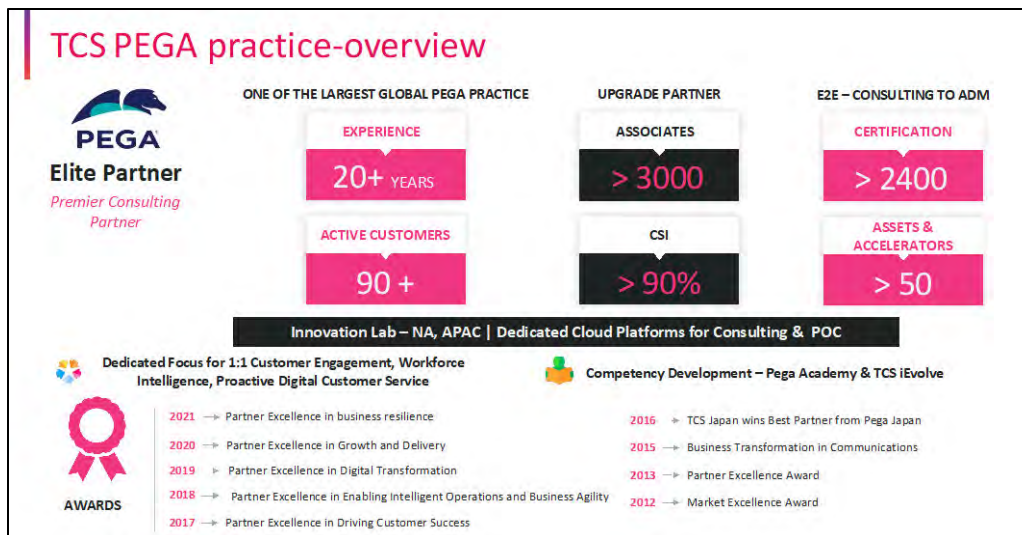 TCS PEGA practice-overview
PEGA
Elite Partner
Premier Consulting
Partner
ONE OF THE LARGEST GLOBAL PEGA PRACTICE
EXPERIENCE
20+ YEARS
ACTIVE CUSTOMERS
90 +
UPGRADE PARTNER
ASSOCIATES
> 3000
CSI
> 90%
E2E – CONSULTING TO ADM
CERTIFICATION
> 2400
ASSETS &
ACCELERATORS
> 50
Innovation Lab – NA, APAC | Dedicated Cloud Platforms for Consulting & POC
Dedicated Focus for 1:1 Customer Engagement, Workforce
Intelligence, Proactive Digital Customer Service
Competency Development – Pega Academy & TCS iEvolve
AWARDS
2021 Partner Excellence in business resilience
2020 Partner Excellence in Growth and Delivery
2019 Partner Excellence in Digital Transformation
2018 Partner Excellence in Enabling Intelligent Operations and Business Agility
2017 Partner Excellence in Driving Customer Success
2016 TCS Japan wins Best Partner from Pega Japan
2015 Business Transformation in Communications
2013 Partner Excellence Award
2012 Market Excellence Award